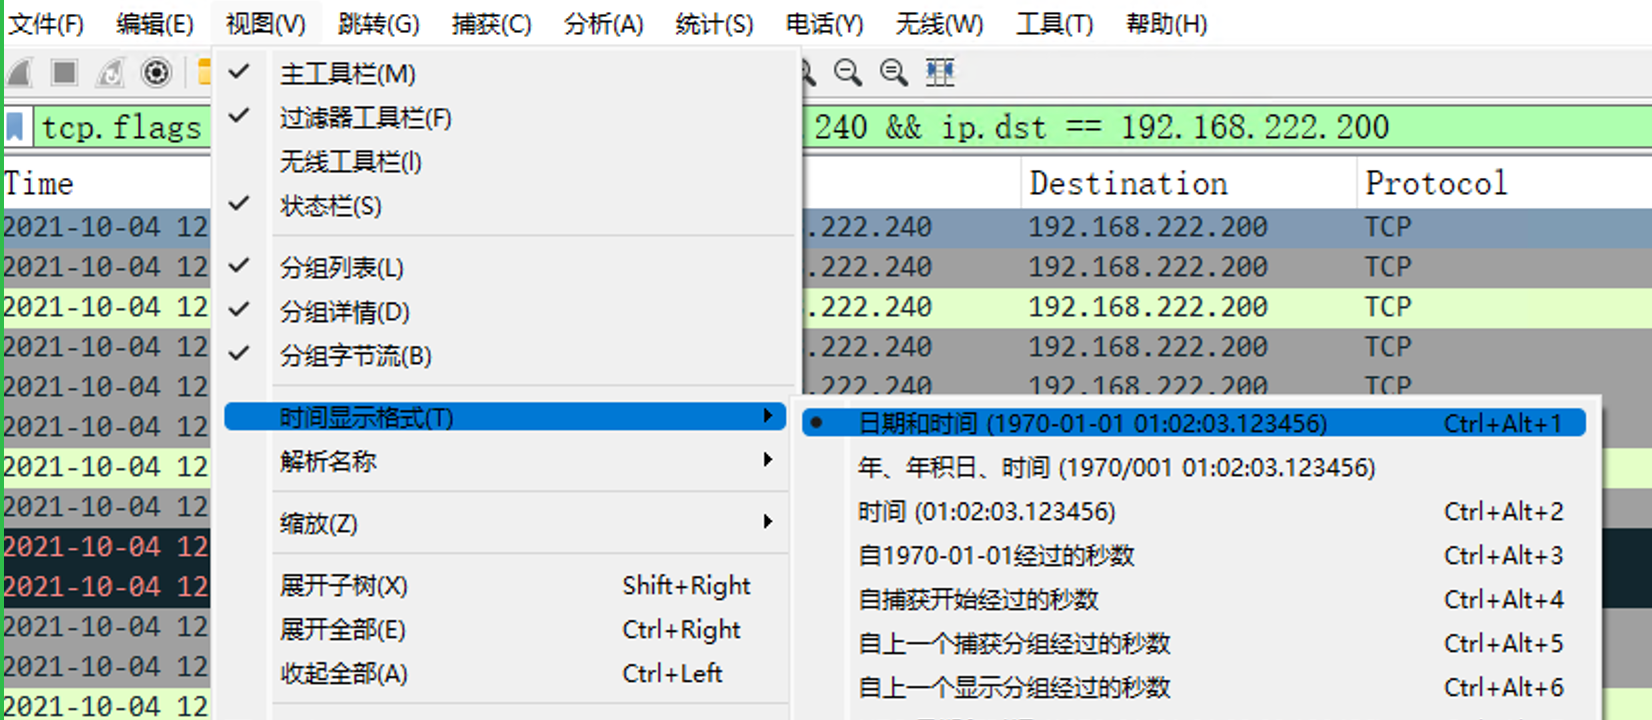 文件(F) 编辑(E) 视图(V) 跳转(G) 捕获(C) 分析(A) 统计(S) 电话(Y) 无线(W) 工具(T) 帮助(H)
主工具栏(M)
过滤器工具栏(F)
无线工具栏(I)
状态栏(S)
分组列表(L)
分组详情(D)
分组字节流(B)
时间显示格式(T)
解析名称
缩放(Z)
展开子树(X) Shift+Right
展开全部(E) Ctrl+Right
收起全部(A) Ctrl+Left
日期和时间 (1970-01-01 01:02:03.123456) Ctrl+Alt+1
年、年积日、时间 (1970/001 01:02:03.123456)
时间 (01:02:03.123456) Ctrl+Alt+2
自1970-01-01经过的秒数 Ctrl+Alt+3
自捕获开始经过的秒数 Ctrl+Alt+4
自上一个捕获分组经过的秒数 Ctrl+Alt+5
自上一个显示分组经过的秒数 Ctrl+Alt+6
tcp.flags .240 && ip.dst == 192.168.222.200
Time Destination Protocol
2021-10-04 12 .222.240 192.168.222.200 TCP
2021-10-04 12 .222.240 192.168.222.200 TCP
2021-10-04 12 .222.240 192.168.222.200 TCP
2021-10-04 12 .222.240 192.168.222.200 TCP
2021-10-04 12 .222.240 192.168.222.200 TCP
2021-10-04 12
2021-10-04 12
2021-10-04 12
2021-10-04 12
2021-10-04 12
2021-10-04 12
2021-10-04 12
2021-10-04 12